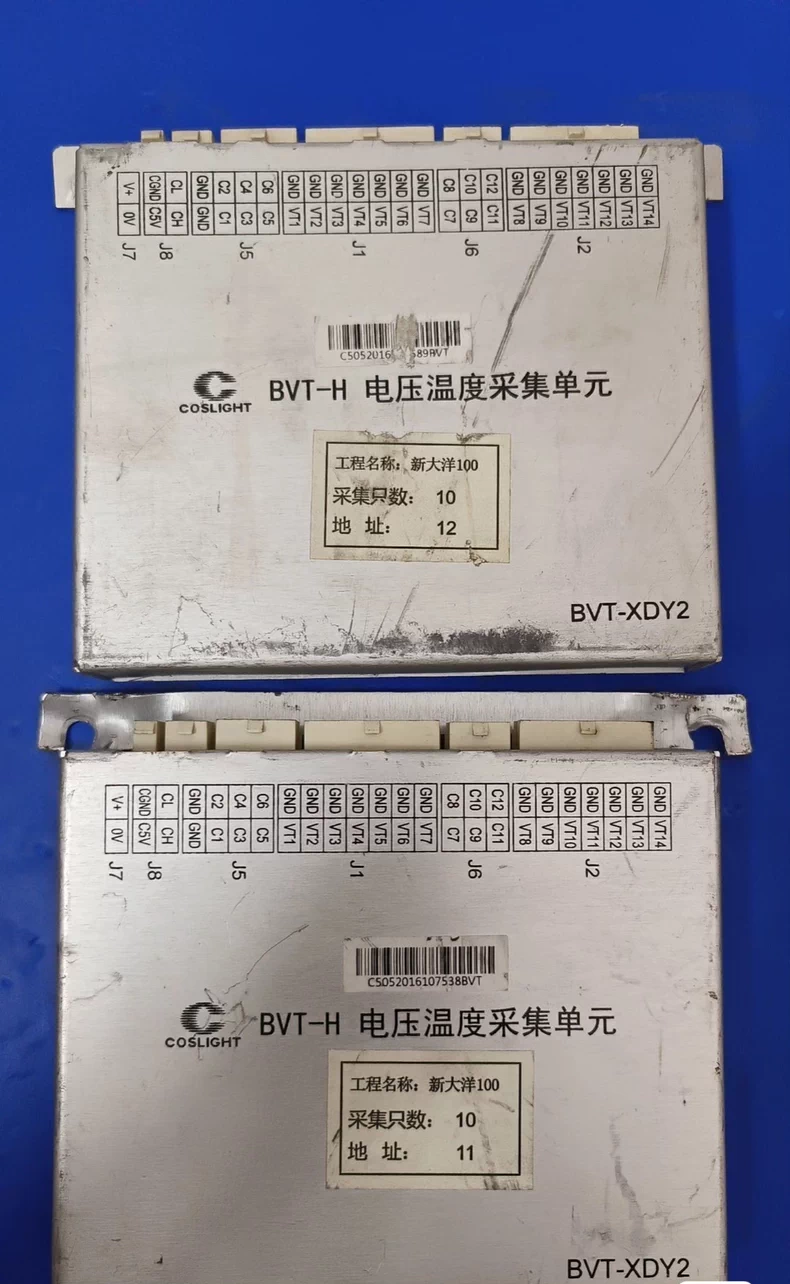 V+ CGND CL GND C2 C4 C6 GND GND GND GND GND GND GND C8 C10 C12 GND GND GND GND GND GND GND
0V C5V CH GND C1 C3 C5 VT1 VT2 VT3 VT4 VT5 VT6 VT7 C7 C9 C11 VT8 VT9 VT10 VT11 VT12 VT13 VT14
J7 J8 J5 J1 J6 J2
589BVT
COSLIGHT
BVT-H 电压温度采集单元
工程名称：新大洋100
采集只数： 10
地 址： 12
BVT-XDY2
V+ CGND CL GND C2 C4 C6 GND GND GND GND GND GND GND C8 C10 C12 GND GND GND GND GND GND GND
0V C5V CH GND C1 C3 C5 VT1 VT2 VT3 VT4 VT5 VT6 VT7 C7 C9 C11 VT8 VT9 VT10 VT11 VT12 VT13 VT14
J7 J8 J5 J1 J6 J2
C5052016107538BVT
COSLIGHT
BVT-H 电压温度采集单元
工程名称：新大洋100
采集只数： 10
地 址： 11
BVT-XDY2